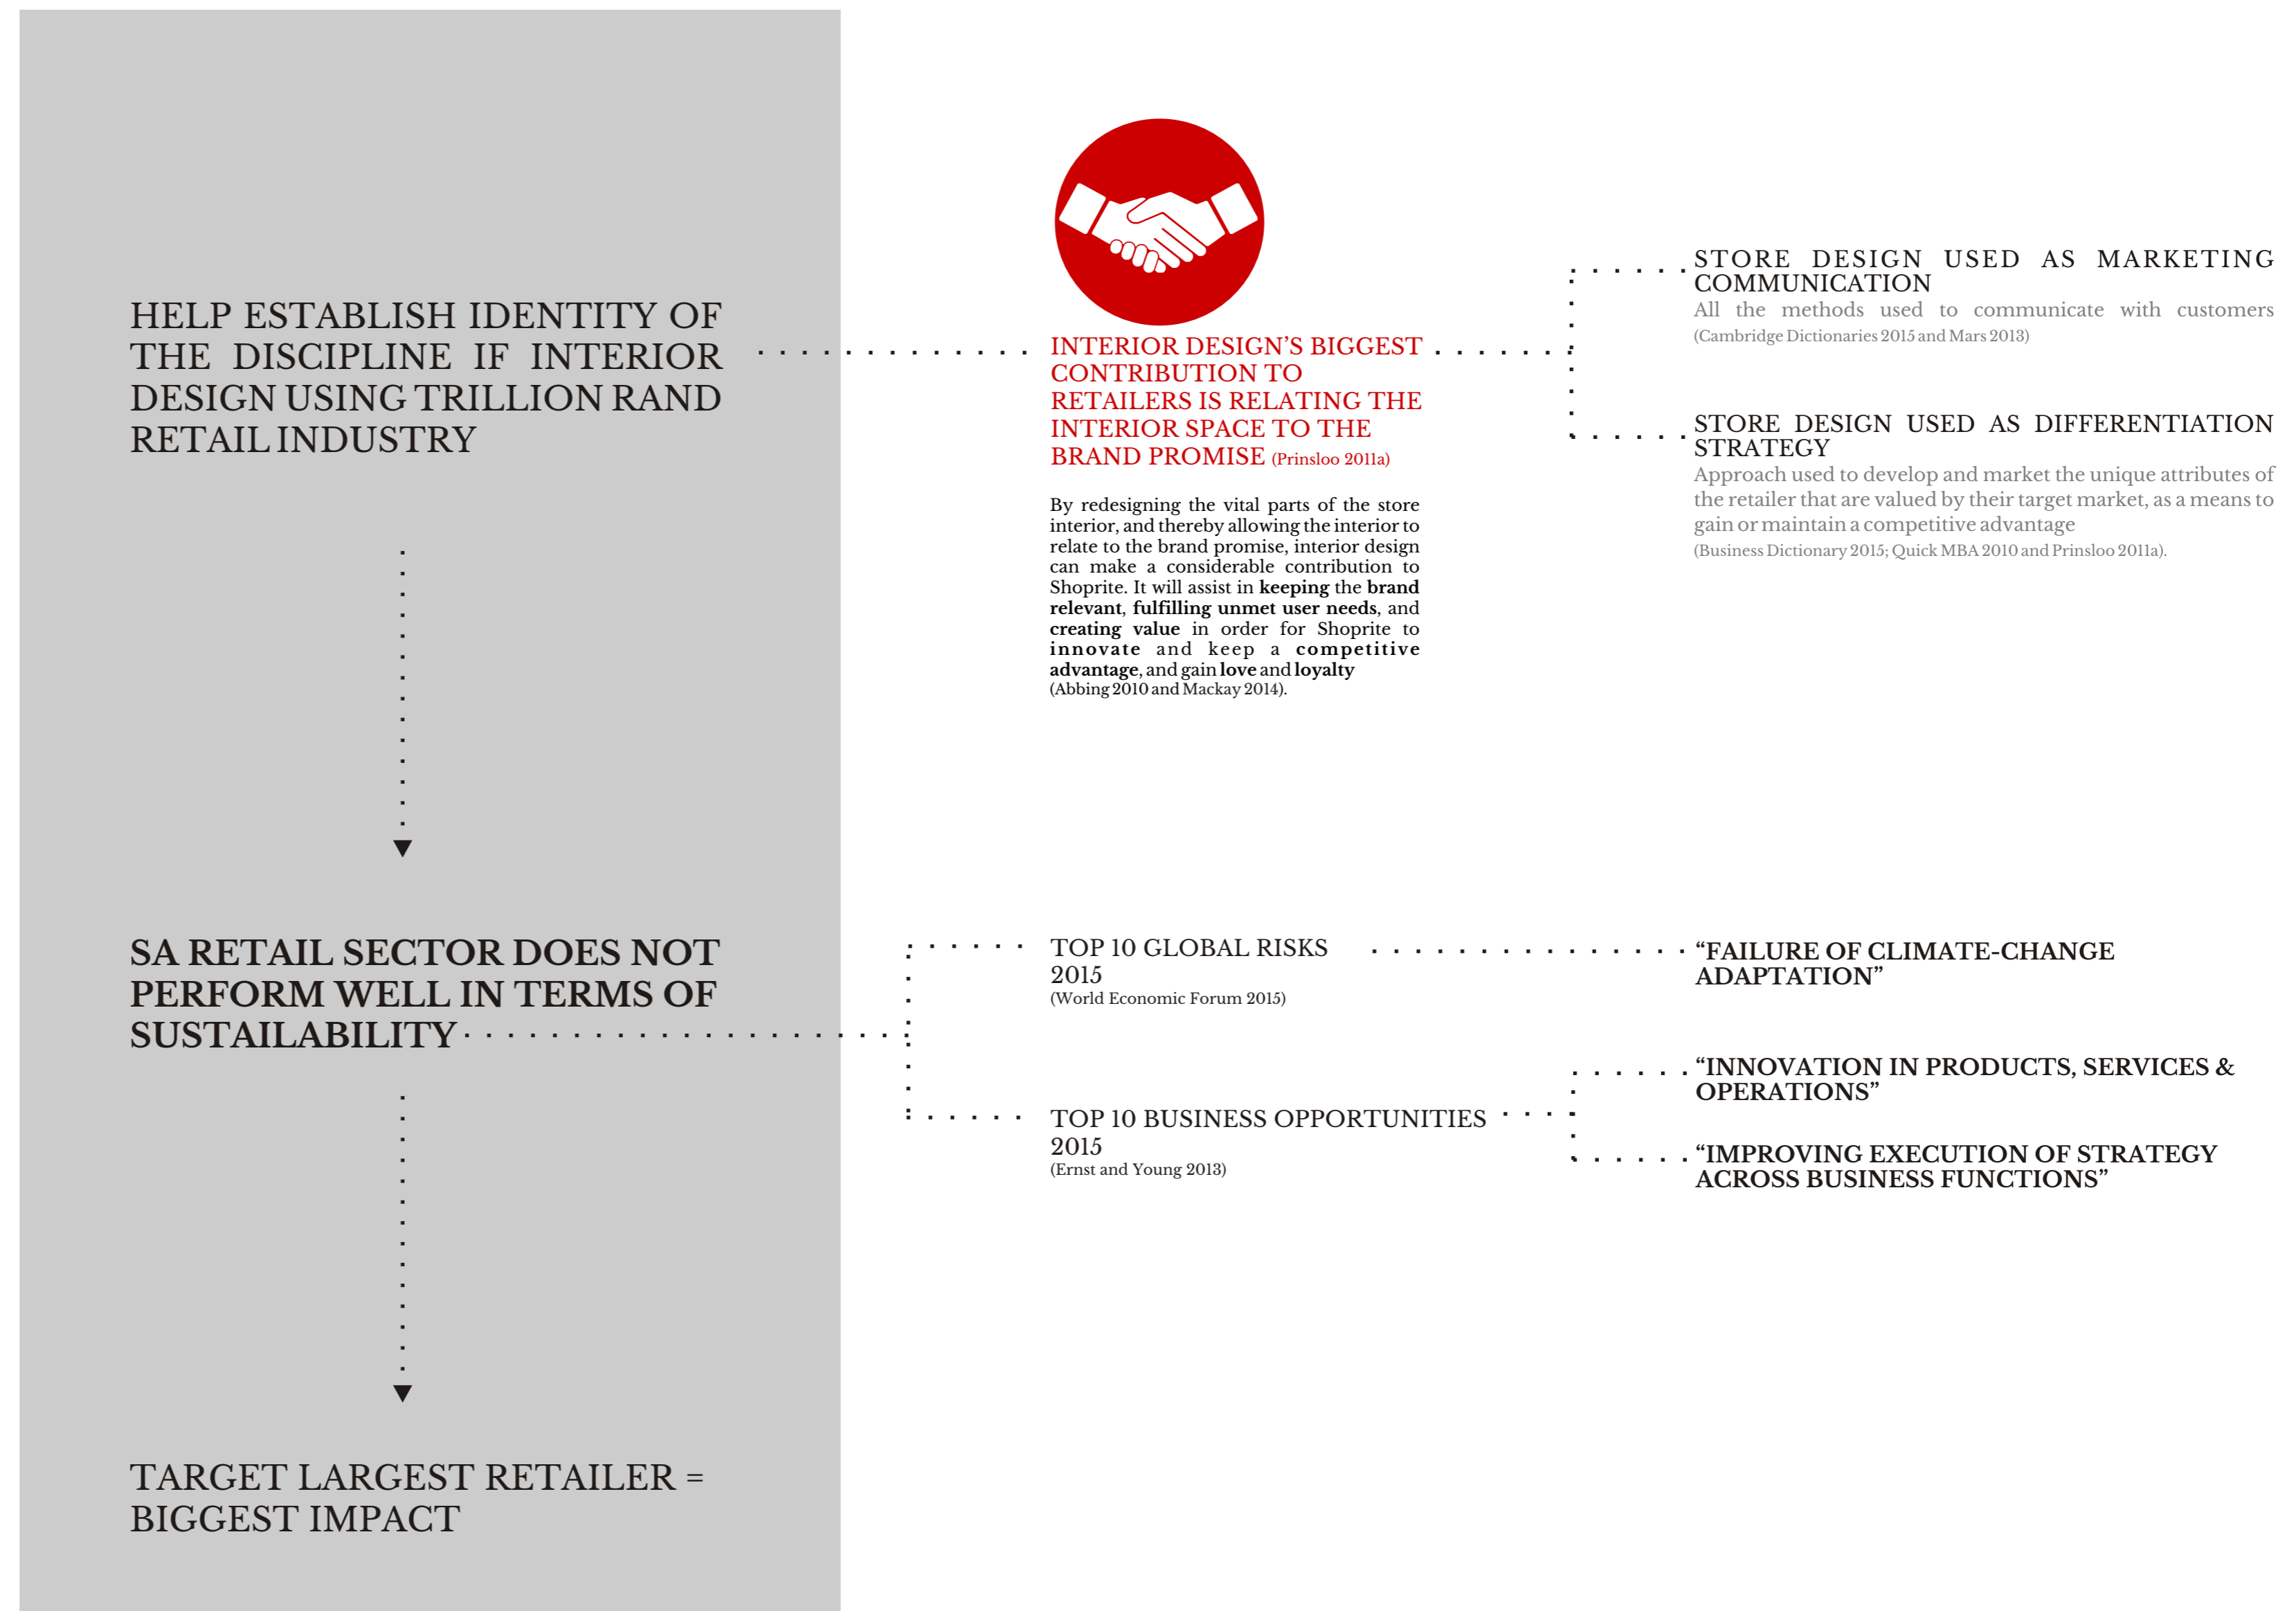 HELP ESTABLISH IDENTITY OF
THE DISCIPLINE IF INTERIOR
DESIGN USING TRILLION RAND
RETAIL INDUSTRY
INTERIOR DESIGN’S BIGGEST
CONTRIBUTION TO
RETAILERS IS RELATING THE
INTERIOR SPACE TO THE
BRAND PROMISE (Prinsloo 2011a)
By redesigning the vital parts of the store
interior, and thereby allowing the interior to
relate to the brand promise, interior design
can make a considerable contribution to
Shoprite. It will assist in keeping the brand
relevant, fulfilling unmet user needs, and
creating value in order for Shoprite to
innovate and keep a competitive
advantage, and gain love and loyalty
(Abbing 2010 and Mackay 2014).
STORE DESIGN USED AS MARKETING
COMMUNICATION
All the methods used to communicate with customers
(Cambridge Dictionaries 2015 and Mars 2013)
STORE DESIGN USED AS DIFFERENTIATION
STRATEGY
Approach used to develop and market the unique attributes of
the retailer that are valued by their target market, as a means to
gain or maintain a competitive advantage
(Business Dictionary 2015; Quick MBA 2010 and Prinsloo 2011a).
SA RETAIL SECTOR DOES NOT
PERFORM WELL IN TERMS OF
SUSTAILABILITY
TOP 10 GLOBAL RISKS
2015
(World Economic Forum 2015)
“FAILURE OF CLIMATE-CHANGE
ADAPTATION”
TOP 10 BUSINESS OPPORTUNITIES
2015
(Ernst and Young 2013)
“INNOVATION IN PRODUCTS, SERVICES &
OPERATIONS”
“IMPROVING EXECUTION OF STRATEGY
ACROSS BUSINESS FUNCTIONS”
TARGET LARGEST RETAILER =
BIGGEST IMPACT